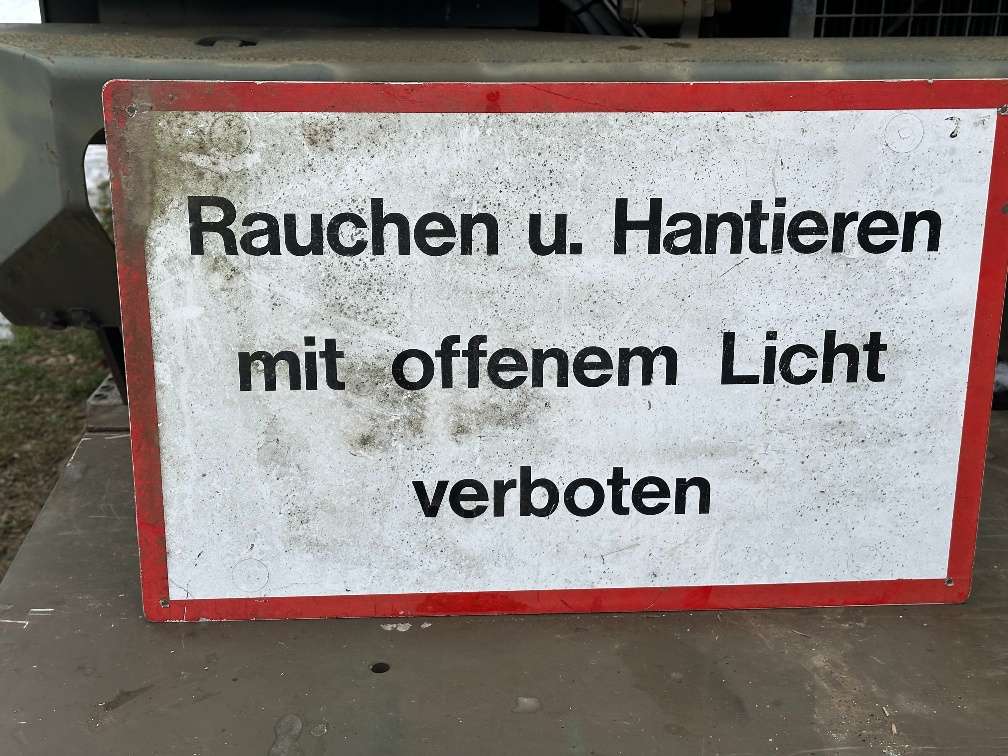 Rauchen u. Hantieren
mit offenem Licht
verboten